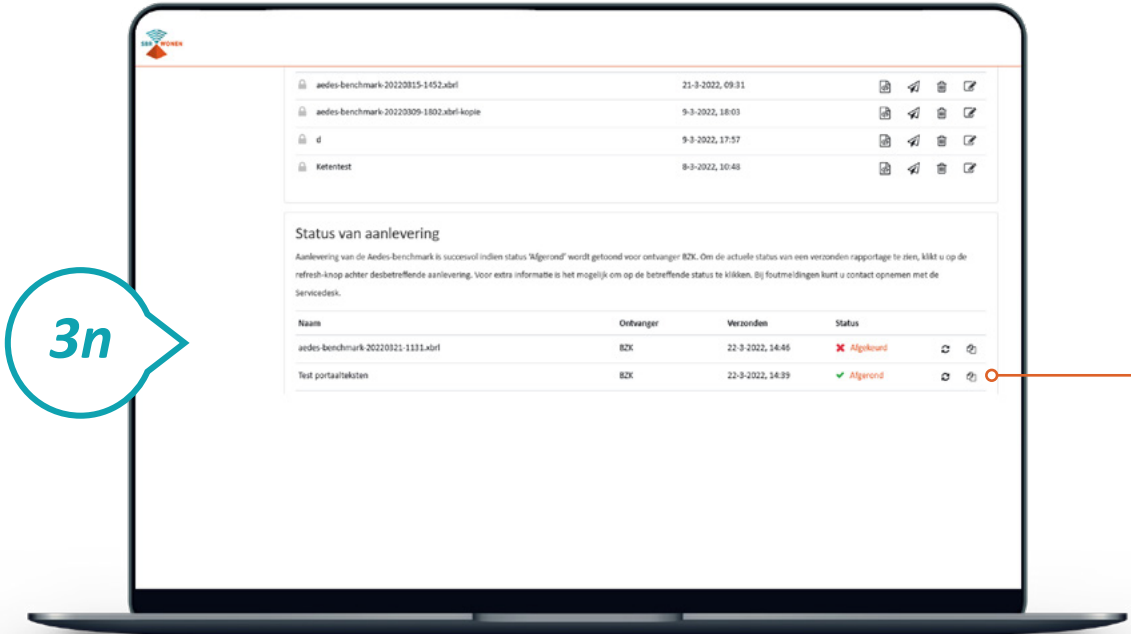 SBR WONEN
aedes-benchmark-20220315-1452.xbrl 21-3-2022, 09:31
aedes-benchmark-20220309-1802.xbrl-kopie 9-3-2022, 18:03
d 9-3-2022, 17:57
Ketentest 8-3-2022, 10:48
Status van aanlevering
Aanlevering van de Aedes-benchmark is succesvol indien status 'Afgerond' wordt getoond voor ontvanger BZK. Om de actuele status van een verzonden rapportage te zien, klikt u op de
refresh-knop achter desbetreffende aanlevering. Voor extra informatie is het mogelijk om op de betreffende status te klikken. Bij foutmeldingen kunt u contact opnemen met de
Servicedesk.
Naam Ontvanger Verzonden Status
aedes-benchmark-20220321-1131.xbrl BZK 22-3-2022, 14:46 Afgekeurd
Test portaalteksten BZK 22-3-2022, 14:39 Afgerond
3n